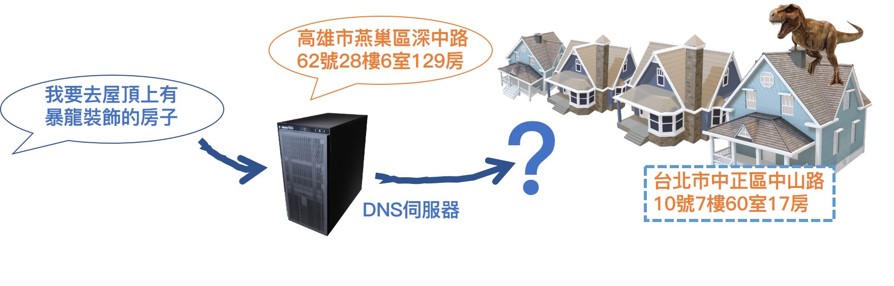 我要去屋頂上有
暴龍裝飾的房子
高雄市燕巢區深中路
62號28樓6室129房
DNS伺服器
?
台北市中正區中山路
10號7樓60室17房